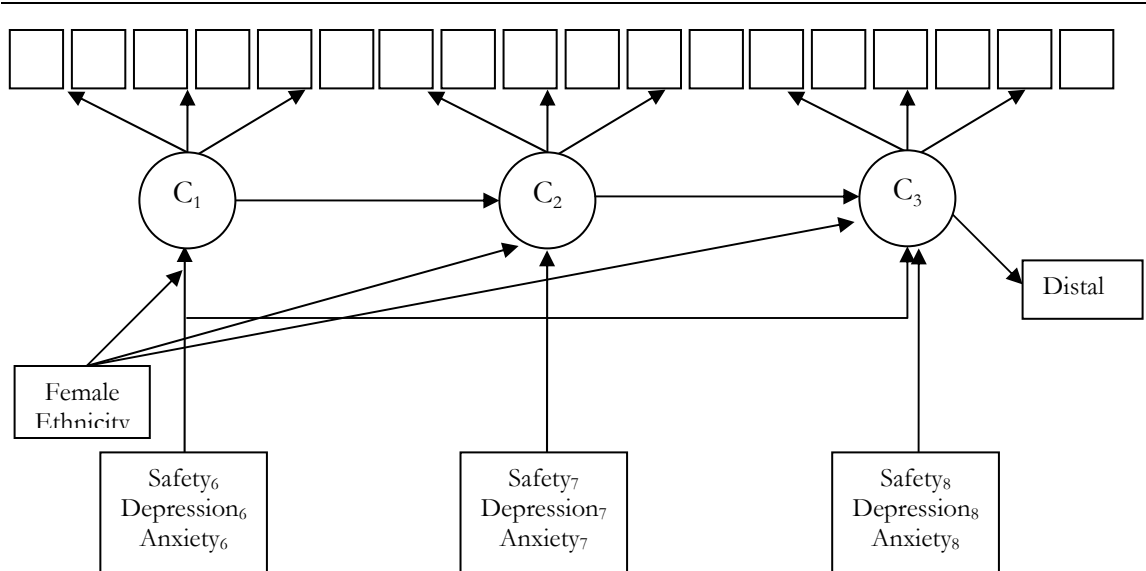 C₁
C₂
C₃
Distal
Female
Ethnicity
Safety₆
Depression₆
Anxiety₆
Safety₇
Depression₇
Anxiety₇
Safety₈
Depression₈
Anxiety₈